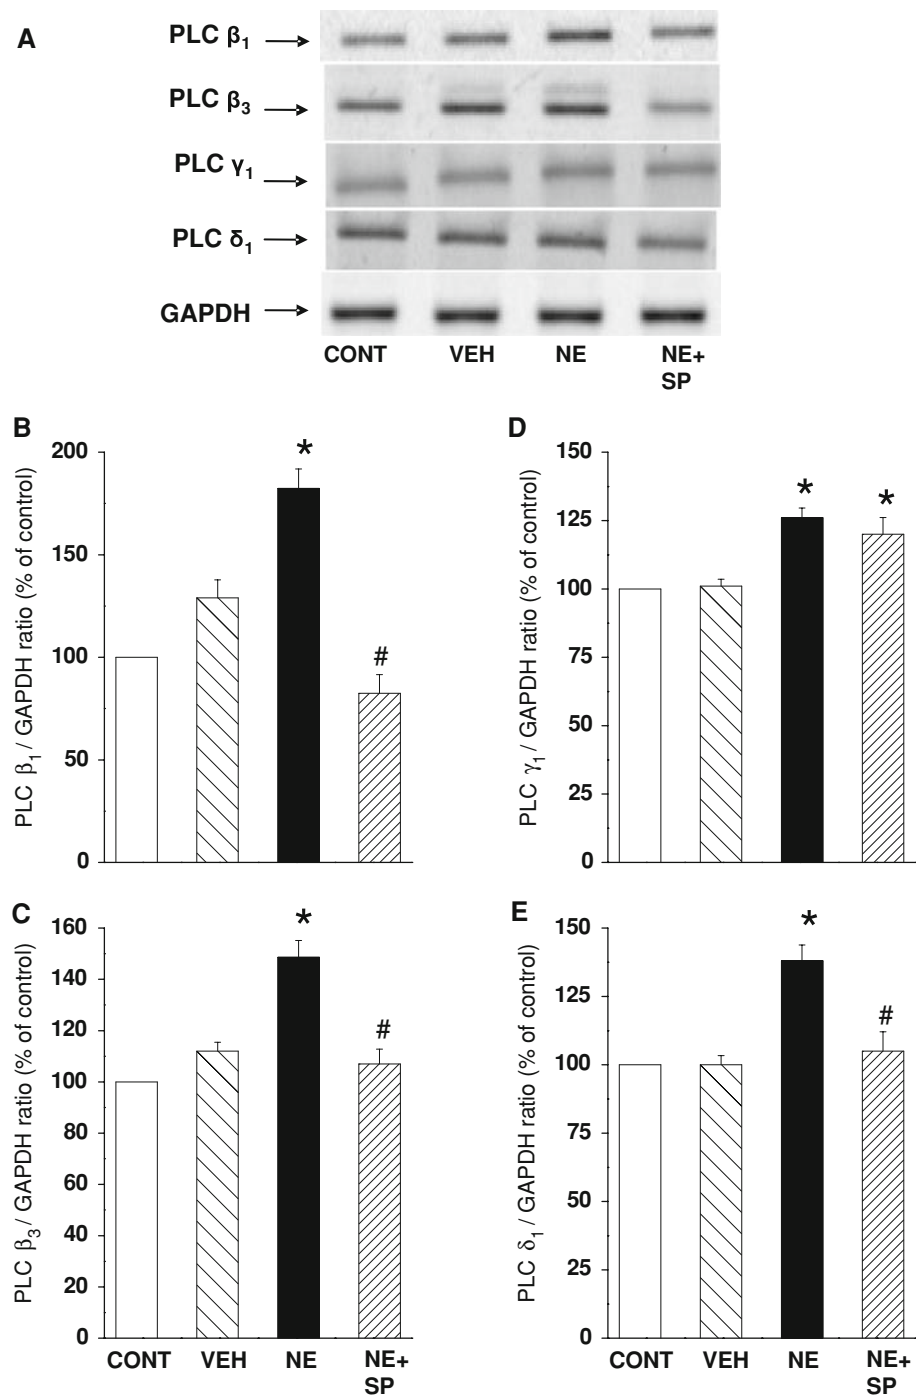 A
PLC β1
PLC β3
PLC γ1
PLC δ1
GAPDH
CONT VEH NE NE+ SP
B
PLC β1 / GAPDH ratio (% of control)
200
150
100
50
0
*
#
D
PLC γ1 / GAPDH ratio (% of control)
150
125
100
75
50
25
0
*
*
C
PLC β3 / GAPDH ratio (% of control)
160
140
120
100
80
60
40
20
0
*
#
CONT VEH NE NE+ SP
E
PLC δ1 / GAPDH ratio (% of control)
150
125
100
75
50
25
0
*
#
CONT VEH NE NE+ SP